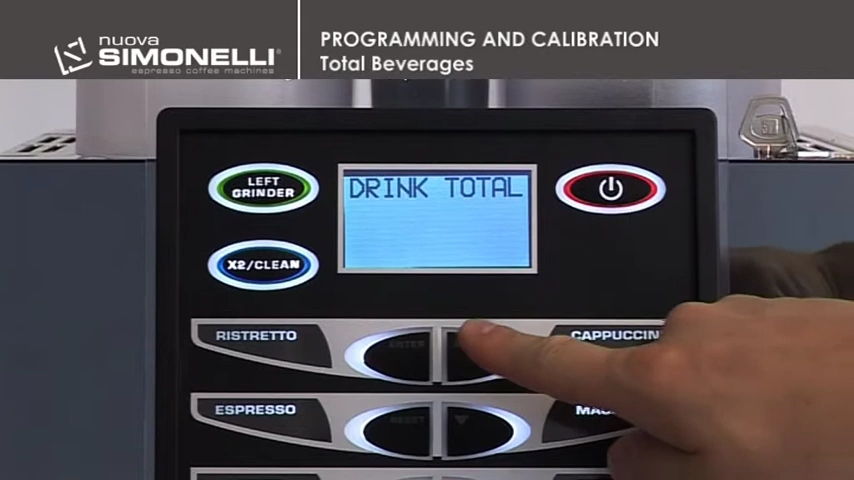 nuova
SIMONELLI
espresso coffee machines
PROGRAMMING AND CALIBRATION
Total Beverages
LEFT
GRINDER
DRINK TOTAL
X2/CLEAN
RISTRETTO
ENTER
CAPPUCCIN
ESPRESSO
RESET